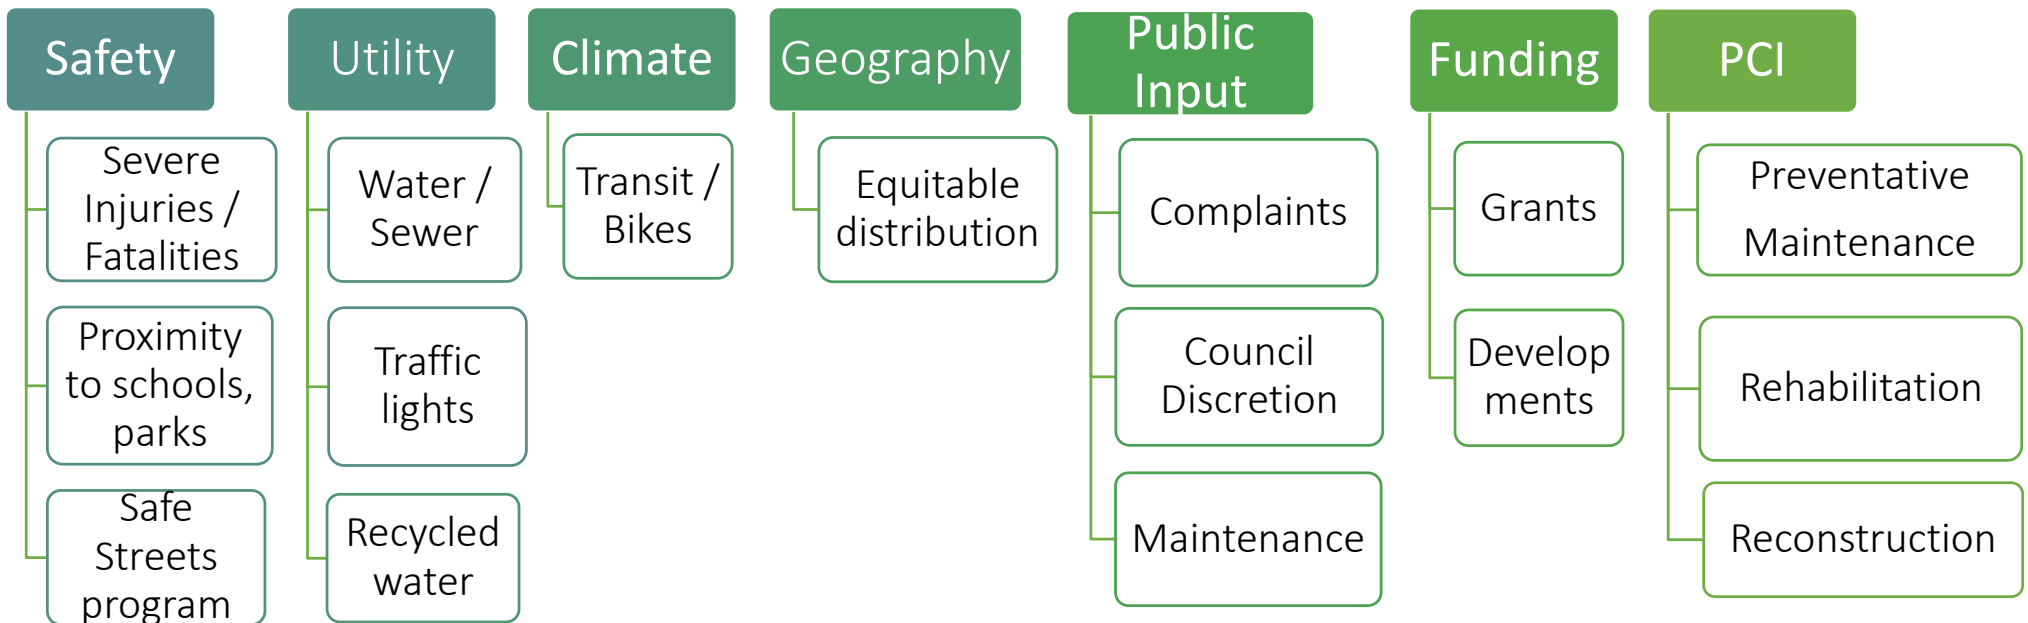 Safety
Severe
Injuries /
Fatalities
Proximity
to schools,
parks
Safe
Streets
program
Utility
Water /
Sewer
Traffic
lights
Recycled
water
Climate
Transit /
Bikes
Geography
Equitable
distribution
Public
Input
Complaints
Council
Discretion
Maintenance
Funding
Grants
Develop
ments
PCI
Preventative
Maintenance
Rehabilitation
Reconstruction